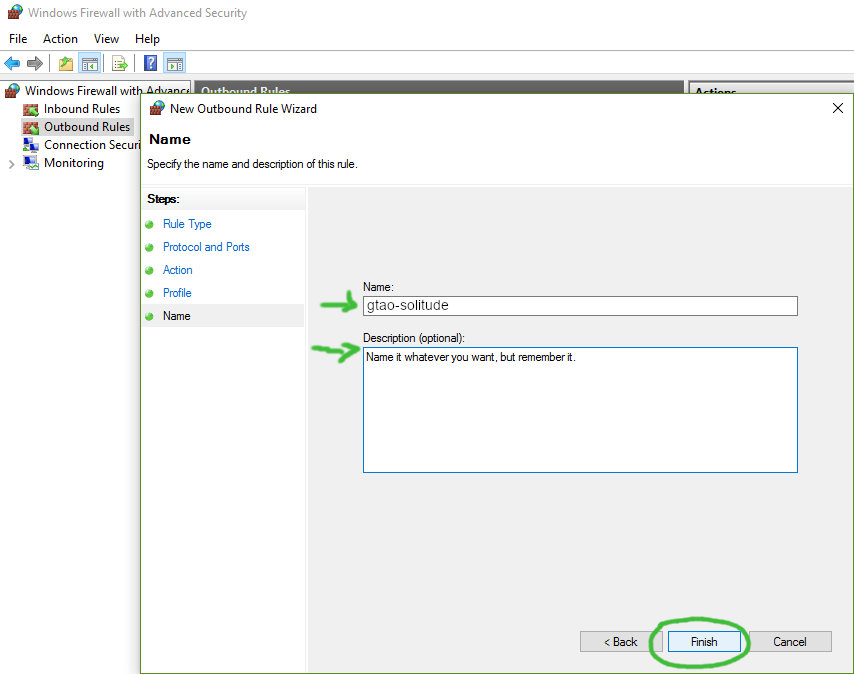 Windows Firewall with Advanced Security
File Action View Help
Windows Firewall with Advance
Inbound Rules
Outbound Rules
Connection Securi
Monitoring
Outbound Rules
Actions
New Outbound Rule Wizard
Name
Specify the name and description of this rule.
Steps:
Rule Type
Protocol and Ports
Action
Profile
Name
Name:
gtao-solitude
Description (optional):
Name it whatever you want, but remember it.
< Back Finish Cancel